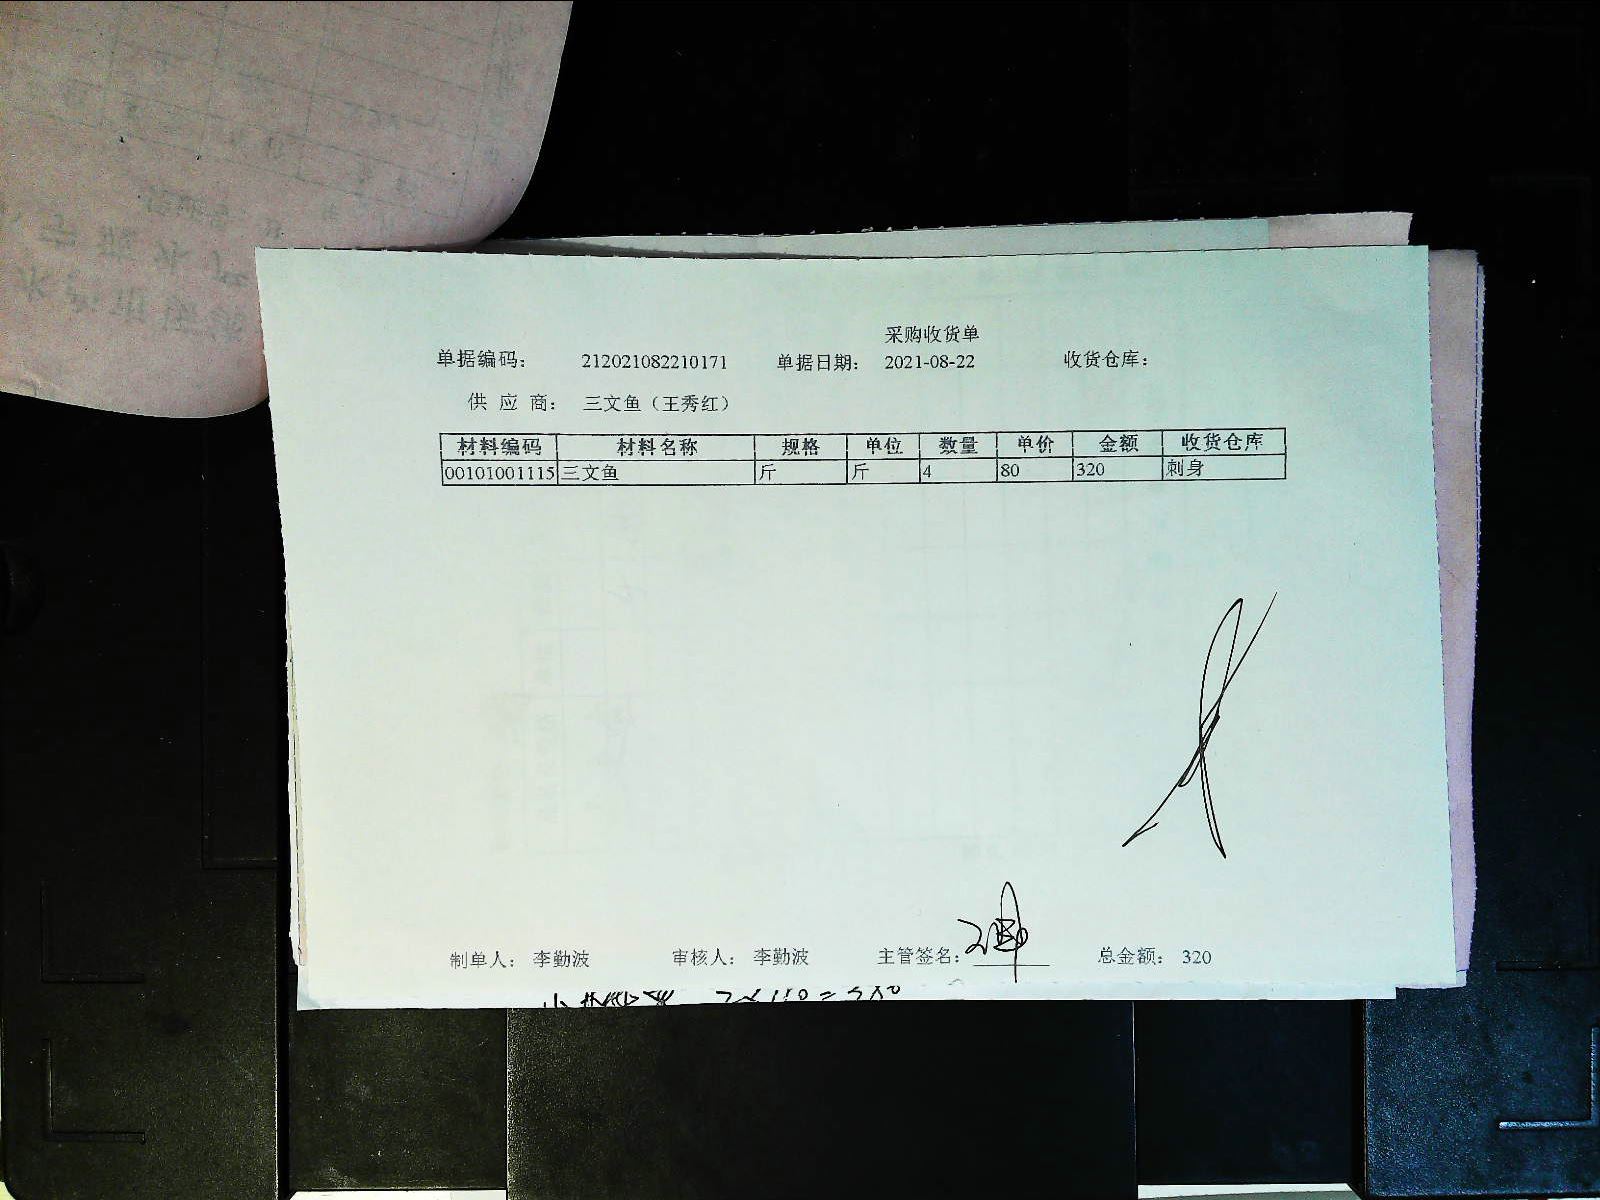 采购收货单
单据编码： 212021082210171 单据日期： 2021-08-22 收货仓库：
供 应 商： 三文鱼（王秀红）
材料编码 材料名称 规格 单位 数量 单价 金额 收货仓库
00101001115 三文鱼 斤 斤 4 80 320 刺身
制单人： 李勤波 审核人： 李勤波 主管签名： 总金额： 320